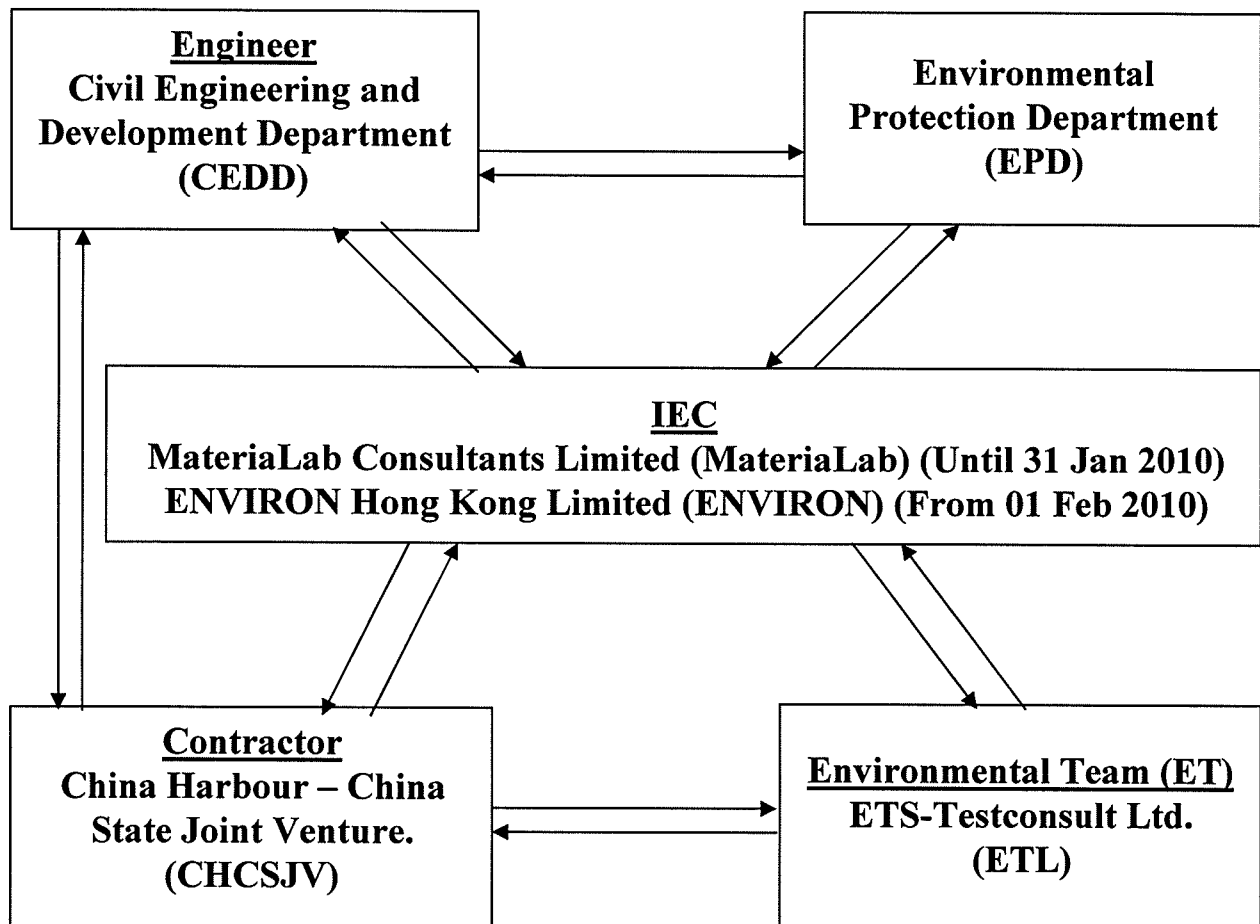 Engineer
Civil Engineering and
Development Department
(CEDD)
Environmental
Protection Department
(EPD)
IEC
MateriaLab Consultants Limited (MateriaLab) (Until 31 Jan 2010)
ENVIRON Hong Kong Limited (ENVIRON) (From 01 Feb 2010)
Contractor
China Harbour – China
State Joint Venture.
(CHCSJV)
Environmental Team (ET)
ETS-Testconsult Ltd.
(ETL)